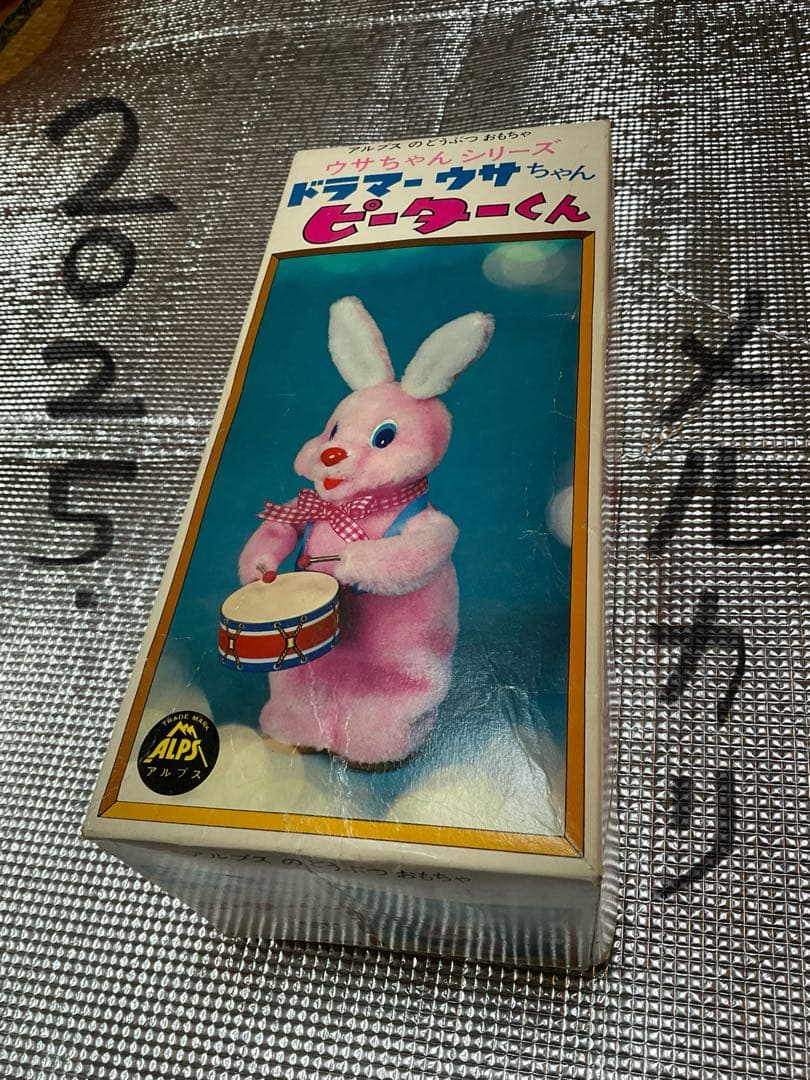 アルプス のどうぶつ おもちゃ
ウサちゃん シリーズ
ドラマー ウサちゃん
ピーターくん
TRADE MARK
ALPS
アルプス
アルプス のどうぶつ おもちゃ
2025.
メルカリ